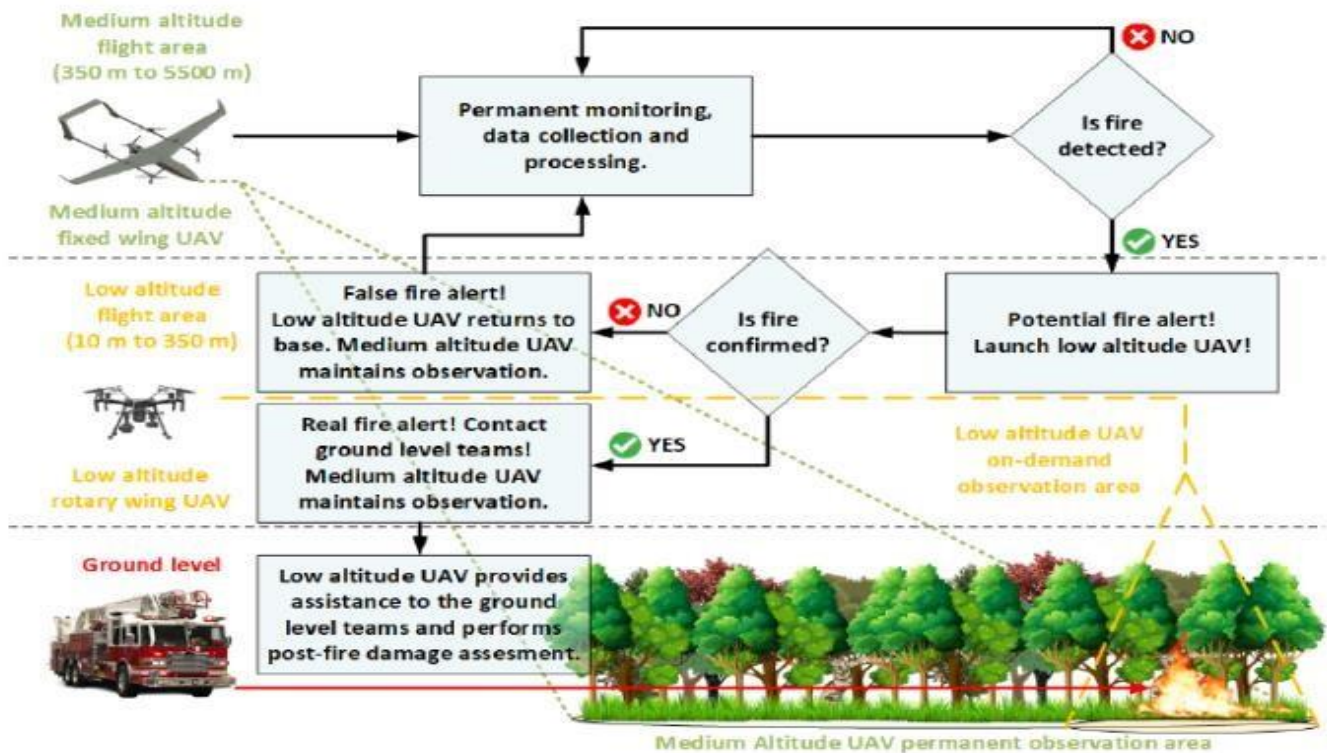 Medium altitude
flight area
(350 m to 5500 m)
Medium altitude
fixed wing UAV
Permanent monitoring,
data collection and
processing.
NO
Is fire
detected?
YES
Low altitude
flight area
(10 m to 350 m)
False fire alert!
Low altitude UAV returns to
base. Medium altitude UAV
maintains observation.
NO
Is fire
confirmed?
Potential fire alert!
Launch low altitude UAV!
Low altitude
rotary wing UAV
Real fire alert! Contact
ground level teams!
Medium altitude UAV
maintains observation.
YES
Low altitude UAV
on-demand
observation area
Ground level
Low altitude UAV provides
assistance to the ground
level teams and performs
post-fire damage assesment.
Medium Altitude UAV permanent observation area